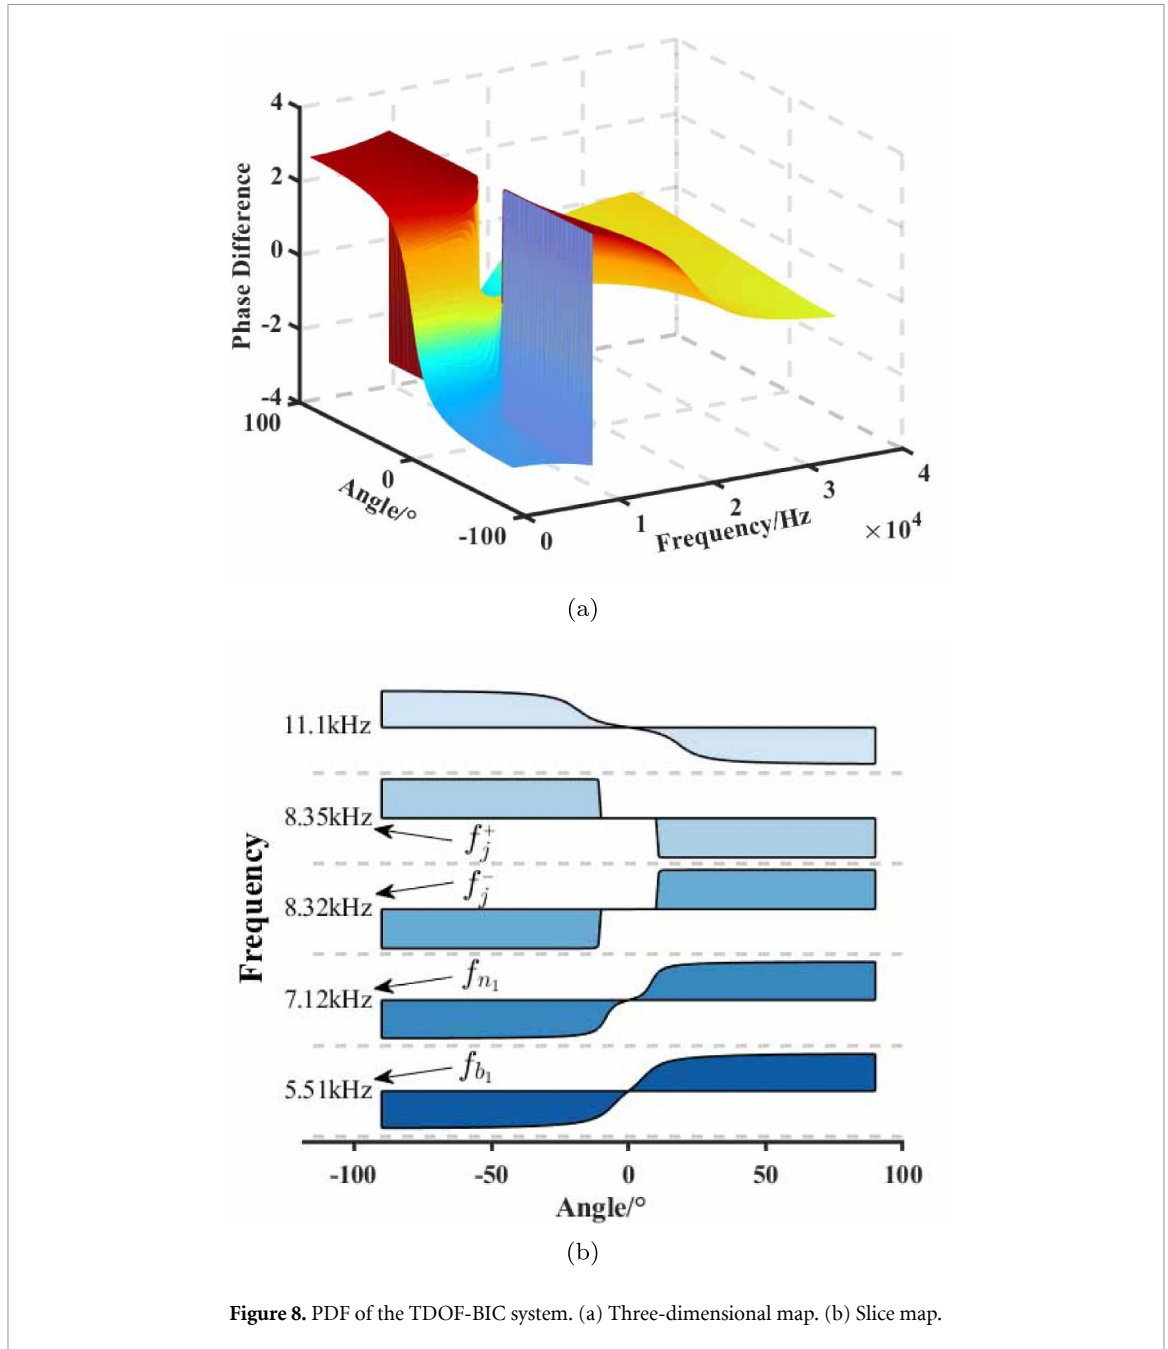 4
2
0
-2
-4
Phase Difference
100
0
-100
Angle/°
0
1
2
3
4
Frequency/Hz
×10⁴
(a)
11.1kHz
8.35kHz
f_j^+
f_j^-
8.32kHz
f_{n_1}
7.12kHz
f_{b_1}
5.51kHz
Frequency
-100 -50 0 50 100
Angle/°
(b)
Figure 8. PDF of the TDOF-BIC system. (a) Three-dimensional map. (b) Slice map.